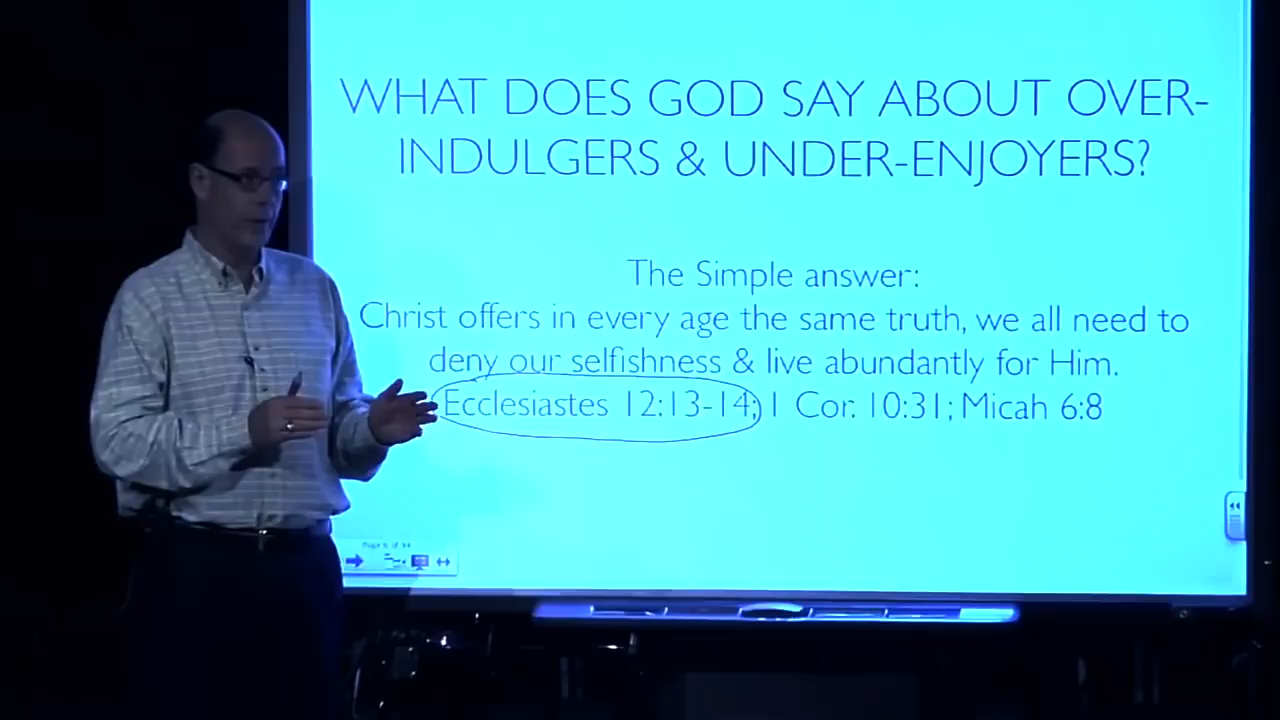 WHAT DOES GOD SAY ABOUT OVER-
INDULGERS & UNDER-ENJOYERS?
The Simple answer:
Christ offers in every age the same truth, we all need to
deny our selfishness & live abundantly for Him.
Ecclesiastes 12:13-14; 1 Cor. 10:31; Micah 6:8